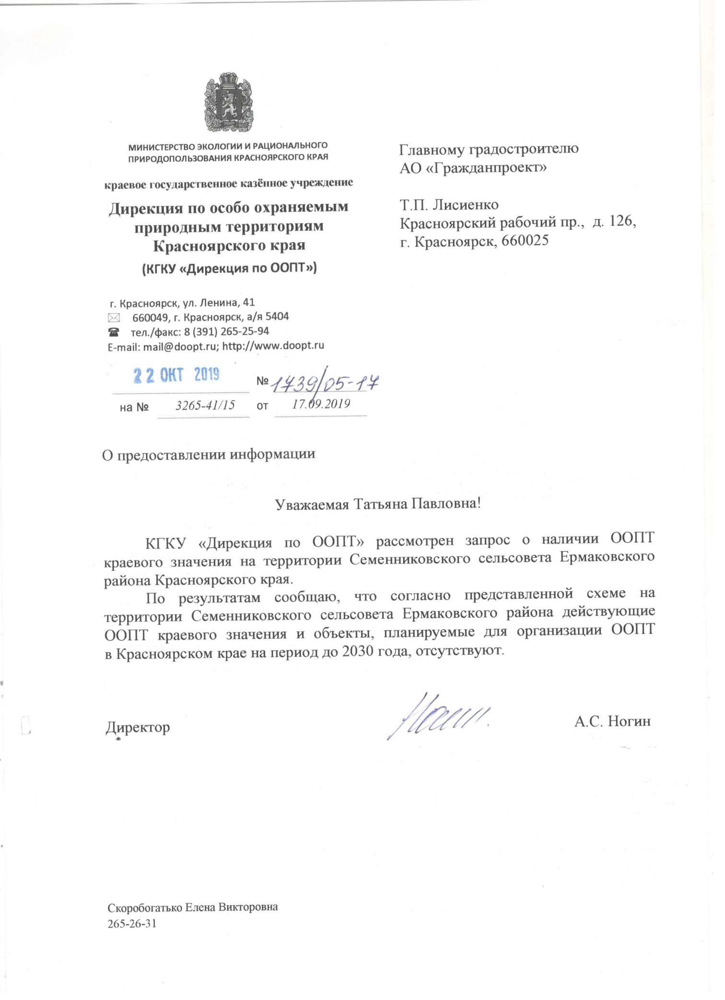 МИНИСТЕРСТВО ЭКОЛОГИИ И РАЦИОНАЛЬНОГО
ПРИРОДОПОЛЬЗОВАНИЯ КРАСНОЯРСКОГО КРАЯ
краевое государственное казённое учреждение
Дирекция по особо охраняемым
природным территориям
Красноярского края
(КГКУ «Дирекция по ООПТ»)
г. Красноярск, ул. Ленина, 41
660049, г. Красноярск, а/я 5404
тел./факс: 8 (391) 265-25-94
E-mail: mail@doopt.ru; http://www.doopt.ru
22 ОКТ 2019 № 1739/05-17
на № 3265-41/15 от 17.09.2019
Главному градостроителю
АО «Гражданпроект»
Т.П. Лисиенко
Красноярский рабочий пр., д. 126,
г. Красноярск, 660025
О предоставлении информации
Уважаемая Татьяна Павловна!
КГКУ «Дирекция по ООПТ» рассмотрен запрос о наличии ООПТ
краевого значения на территории Семенниковского сельсовета Ермаковского
района Красноярского края.
По результатам сообщаю, что согласно представленной схеме на
территории Семенниковского сельсовета Ермаковского района действующие
ООПТ краевого значения и объекты, планируемые для организации ООПТ
в Красноярском крае на период до 2030 года, отсутствуют.
Директор А.С. Ногин
Скоробогатько Елена Викторовна
265-26-31